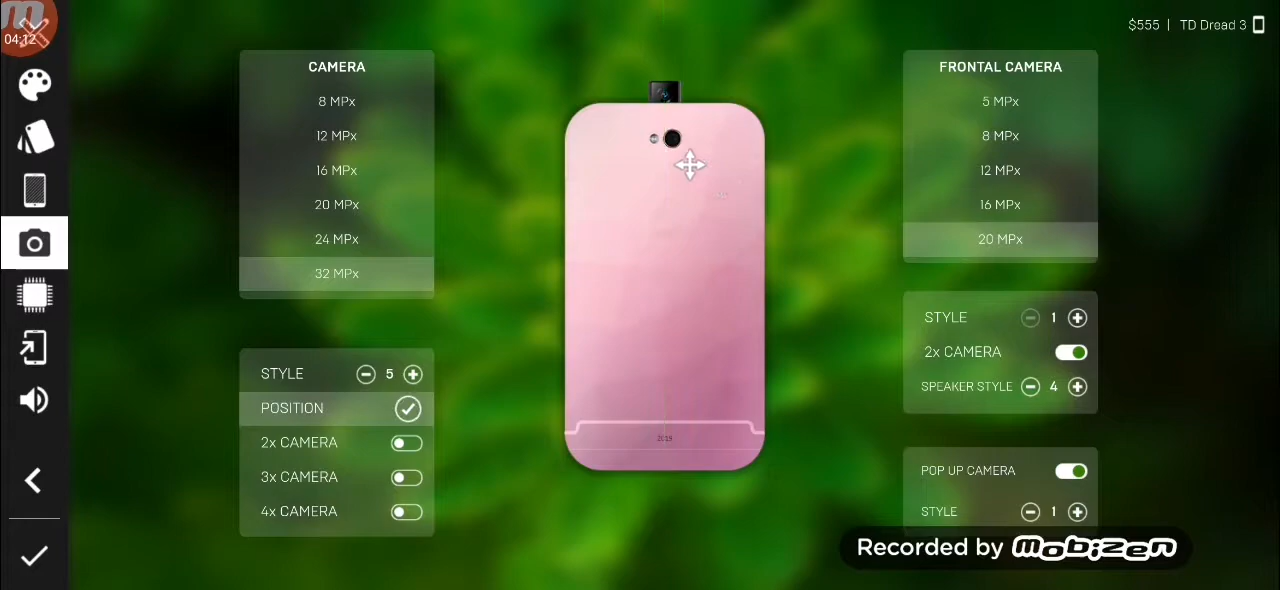 04:12
$555 | TD Dread 3
CAMERA
8 MPx
12 MPx
16 MPx
20 MPx
24 MPx
32 MPx
STYLE 5
POSITION
2x CAMERA
3x CAMERA
4x CAMERA
2019
FRONTAL CAMERA
5 MPx
8 MPx
12 MPx
16 MPx
20 MPx
STYLE 1
2x CAMERA
SPEAKER STYLE 4
POP UP CAMERA
STYLE 1
Recorded by mobizen